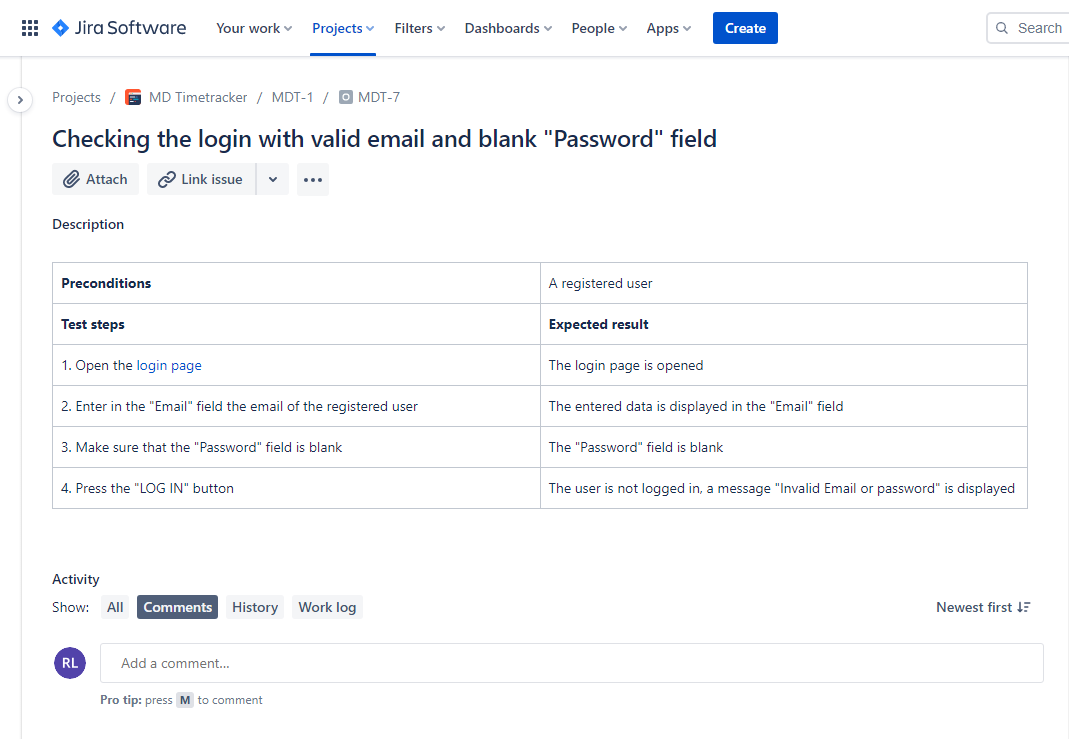 Jira Software Your work Projects Filters Dashboards People Apps Create Search
Projects / MD Timetracker / MDT-1 / MDT-7
Checking the login with valid email and blank "Password" field
Attach Link issue
Description
Preconditions A registered user
Test steps Expected result
1. Open the login page The login page is opened
2. Enter in the "Email" field the email of the registered user The entered data is displayed in the "Email" field
3. Make sure that the "Password" field is blank The "Password" field is blank
4. Press the "LOG IN" button The user is not logged in, a message "Invalid Email or password" is displayed
Activity
Show: All Comments History Work log Newest first
RL Add a comment...
Pro tip: press M to comment